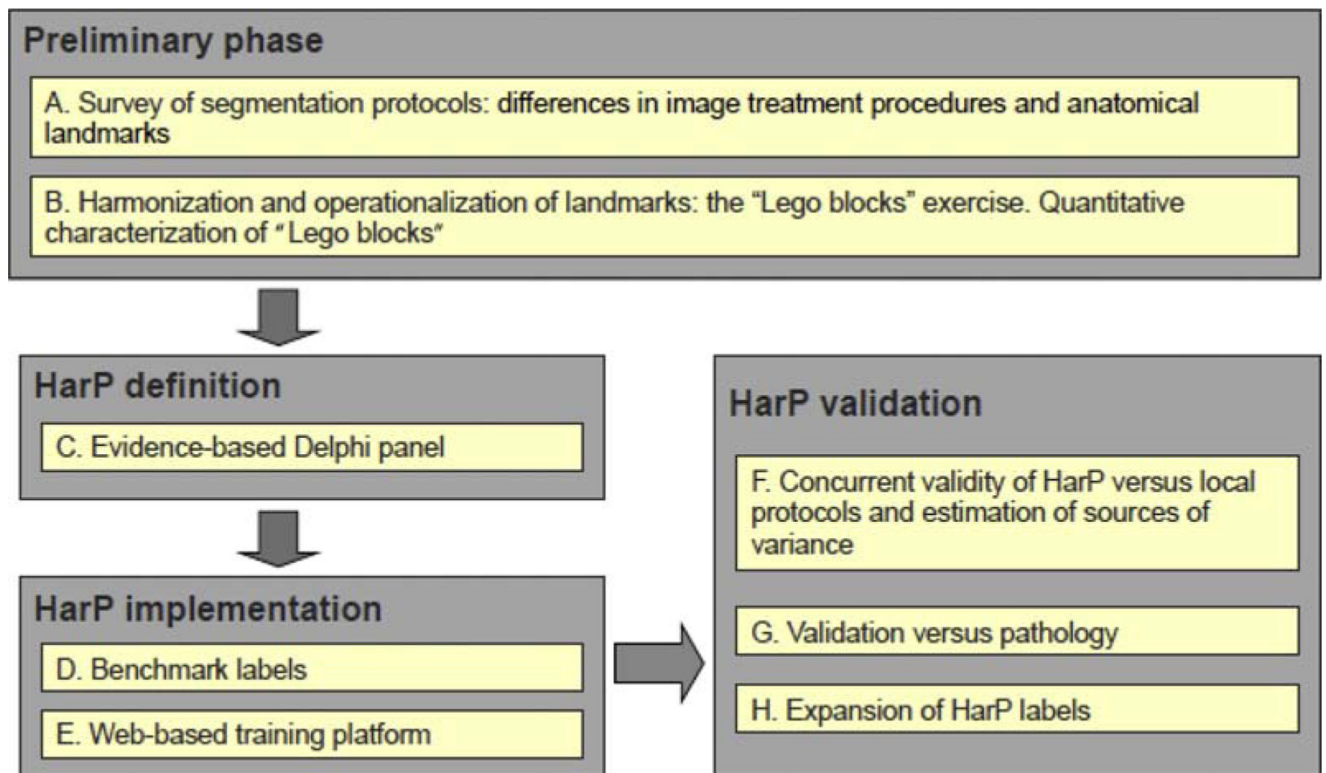 Preliminary phase
A. Survey of segmentation protocols: differences in image treatment procedures and anatomical
landmarks
B. Harmonization and operationalization of landmarks: the “Lego blocks” exercise. Quantitative
characterization of “Lego blocks”
HarP definition
C. Evidence-based Delphi panel
HarP implementation
D. Benchmark labels
E. Web-based training platform
HarP validation
F. Concurrent validity of HarP versus local
protocols and estimation of sources of
variance
G. Validation versus pathology
H. Expansion of HarP labels